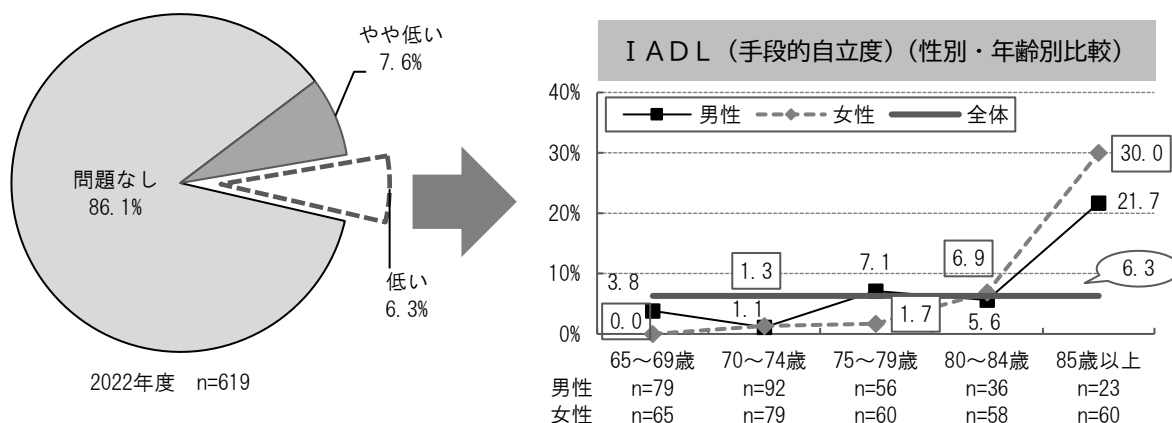 やや低い
7.6%
問題なし
86.1%
低い
6.3%
2022年度 n=619
ＩＡＤＬ（手段的自立度）（性別・年齢別比較）
40%
30%
20%
10%
0%
男性 女性 全体
3.8
1.1
7.1
5.6
21.7
0.0
1.3
1.7
6.9
30.0
6.3
65～69歳 70～74歳 75～79歳 80～84歳 85歳以上
男性 n=79 n=92 n=56 n=36 n=23
女性 n=65 n=79 n=60 n=58 n=60